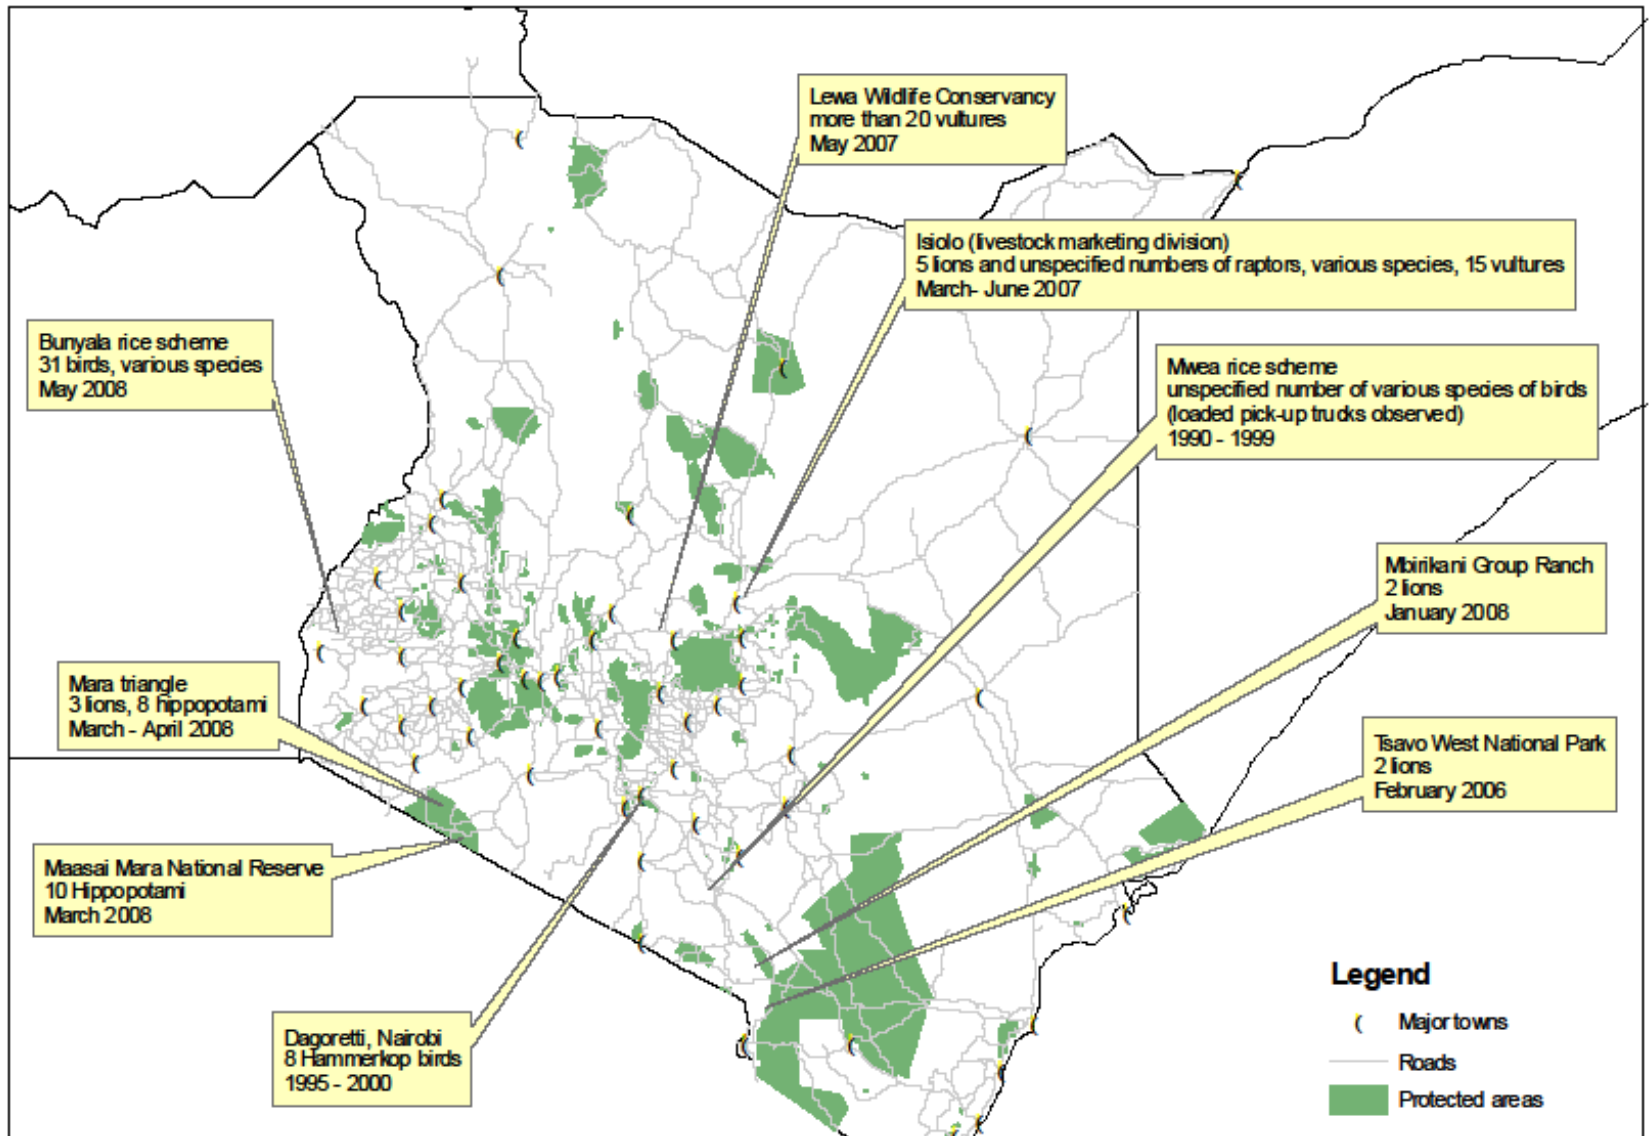 Lewa Wildlife Conservancy
more than 20 vultures
May 2007
Isiolo (livestock marketing division)
5 lions and unspecified numbers of raptors, various species, 15 vultures
March- June 2007
Bunyala rice scheme
31 birds, various species
May 2008
Mwea rice scheme
unspecified number of various species of birds
(loaded pick-up trucks observed)
1990 - 1999
Mbirikani Group Ranch
2 lions
January 2008
Mara triangle
3 lions, 8 hippopotami
March - April 2008
Tsavo West National Park
2 lions
February 2006
Maasai Mara National Reserve
10 Hippopotami
March 2008
Dagoretti, Nairobi
8 Hammerkop birds
1995 - 2000
Legend
Major towns
Roads
Protected areas